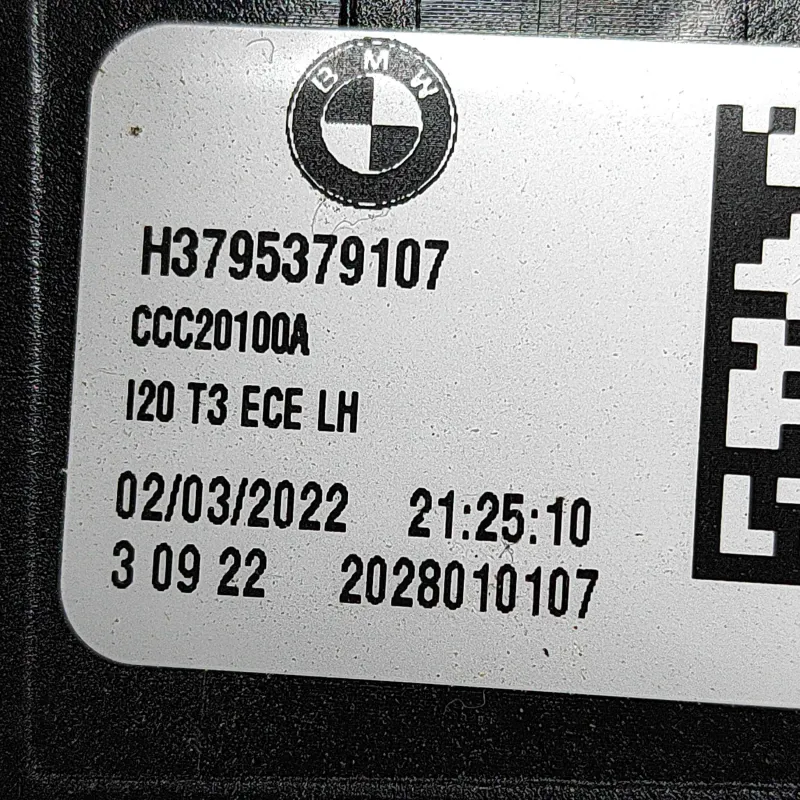 BMW
H3795379107
CCC20100A
I20 T3 ECE LH
02/03/2022 21:25:10
3 09 22 2028010107